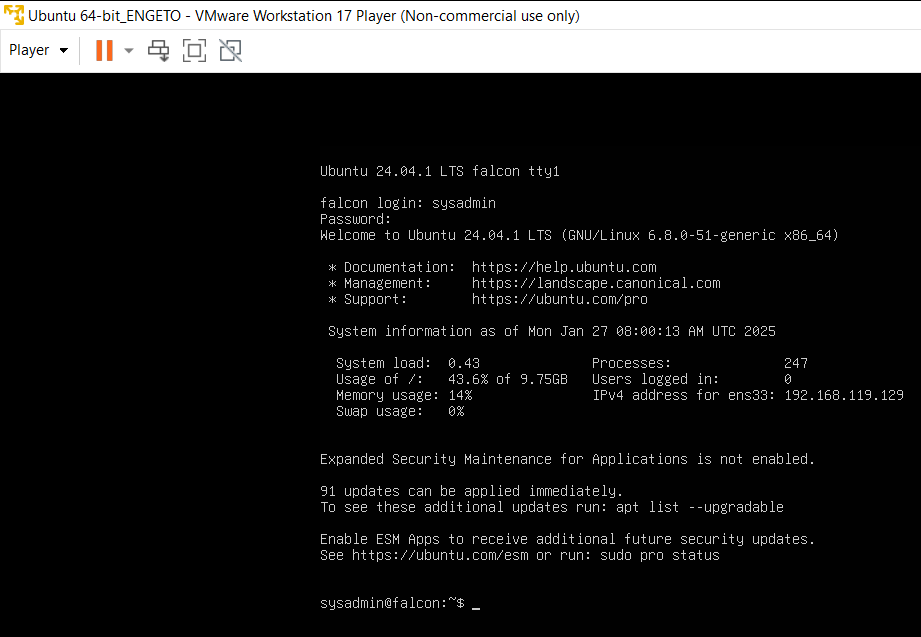 Ubuntu 64-bit_ENGETO - VMware Workstation 17 Player (Non-commercial use only)
Player
Ubuntu 24.04.1 LTS falcon tty1
falcon login: sysadmin
Password:
Welcome to Ubuntu 24.04.1 LTS (GNU/Linux 6.8.0-51-generic x86_64)
* Documentation:  https://help.ubuntu.com
* Management:     https://landscape.canonical.com
* Support:        https://ubuntu.com/pro
System information as of Mon Jan 27 08:00:13 AM UTC 2025
System load:  0.43              Processes:              247
Usage of /:   43.6% of 9.75GB   Users logged in:        0
Memory usage: 14%               IPv4 address for ens33: 192.168.119.129
Swap usage:   0%
Expanded Security Maintenance for Applications is not enabled.
91 updates can be applied immediately.
To see these additional updates run: apt list --upgradable
Enable ESM Apps to receive additional future security updates.
See https://ubuntu.com/esm or run: sudo pro status
sysadmin@falcon:~$ _